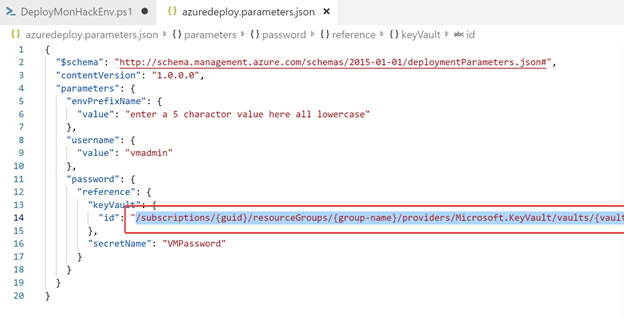 DeployMonHackEnv.ps1 ● {} azuredeploy.parameters.json ×
{} azuredeploy.parameters.json > {} parameters > {} password > {} reference > {} keyVault > abc id
1 {
2 "$schema": "http://schema.management.azure.com/schemas/2015-01-01/deploymentParameters.json#",
3 "contentVersion": "1.0.0.0",
4 "parameters": {
5 "envPrefixName": {
6 "value": "enter a 5 charactor value here all lowercase"
7 },
8 "username": {
9 "value": "vmadmin"
10 },
11 "password": {
12 "reference": {
13 "keyVault": {
14 "id": "/subscriptions/{guid}/resourceGroups/{group-name}/providers/Microsoft.KeyVault/vaults/{vault
15 },
16 "secretName": "VMPassword"
17 }
18 }
19 }
20 }